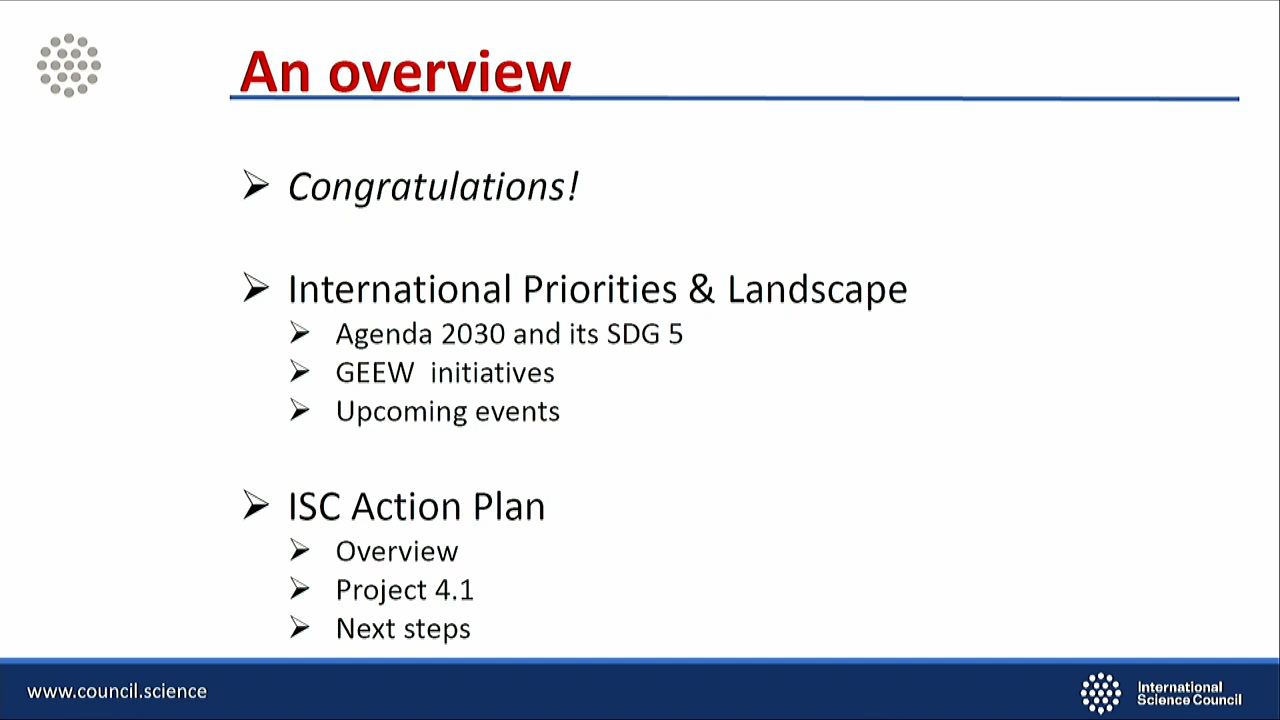 An overview
Congratulations!
International Priorities & Landscape
Agenda 2030 and its SDG 5
GEEW initiatives
Upcoming events
ISC Action Plan
Overview
Project 4.1
Next steps
www.council.science
International
Science Council